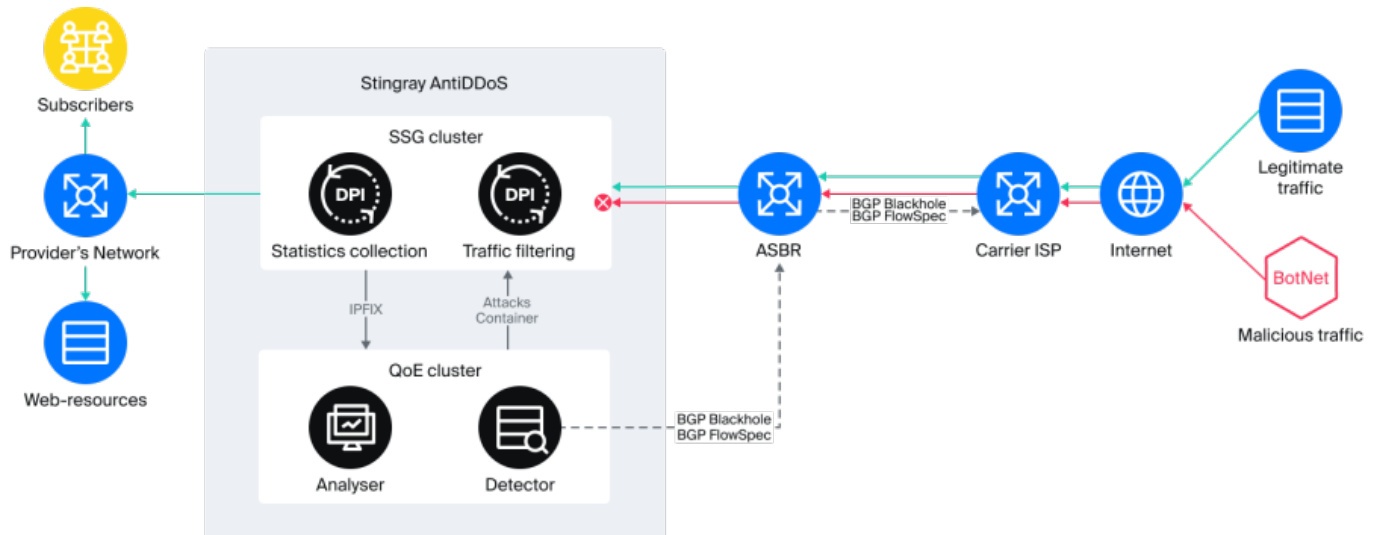 Subscribers
Provider's Network
Web-resources
Stingray AntiDDoS
SSG cluster
DPI
Statistics collection
DPI
Traffic filtering
IPFIX
Attacks
Container
QoE cluster
Analyser
Detector
BGP Blackhole
BGP FlowSpec
ASBR
BGP Blackhole
BGP FlowSpec
Carrier ISP
Internet
Legitimate
traffic
BotNet
Malicious traffic